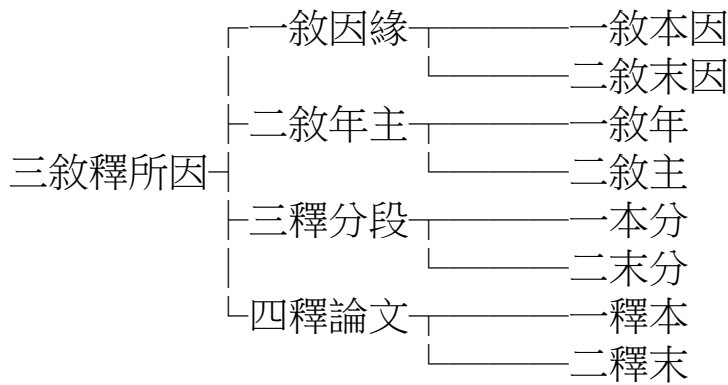 一敘因緣 一敘本因
二敘末因
二敘年主 一敘年
三敘釋所因 二敘主
三釋分段 一本分
二末分
四釋論文 一釋本
二釋末